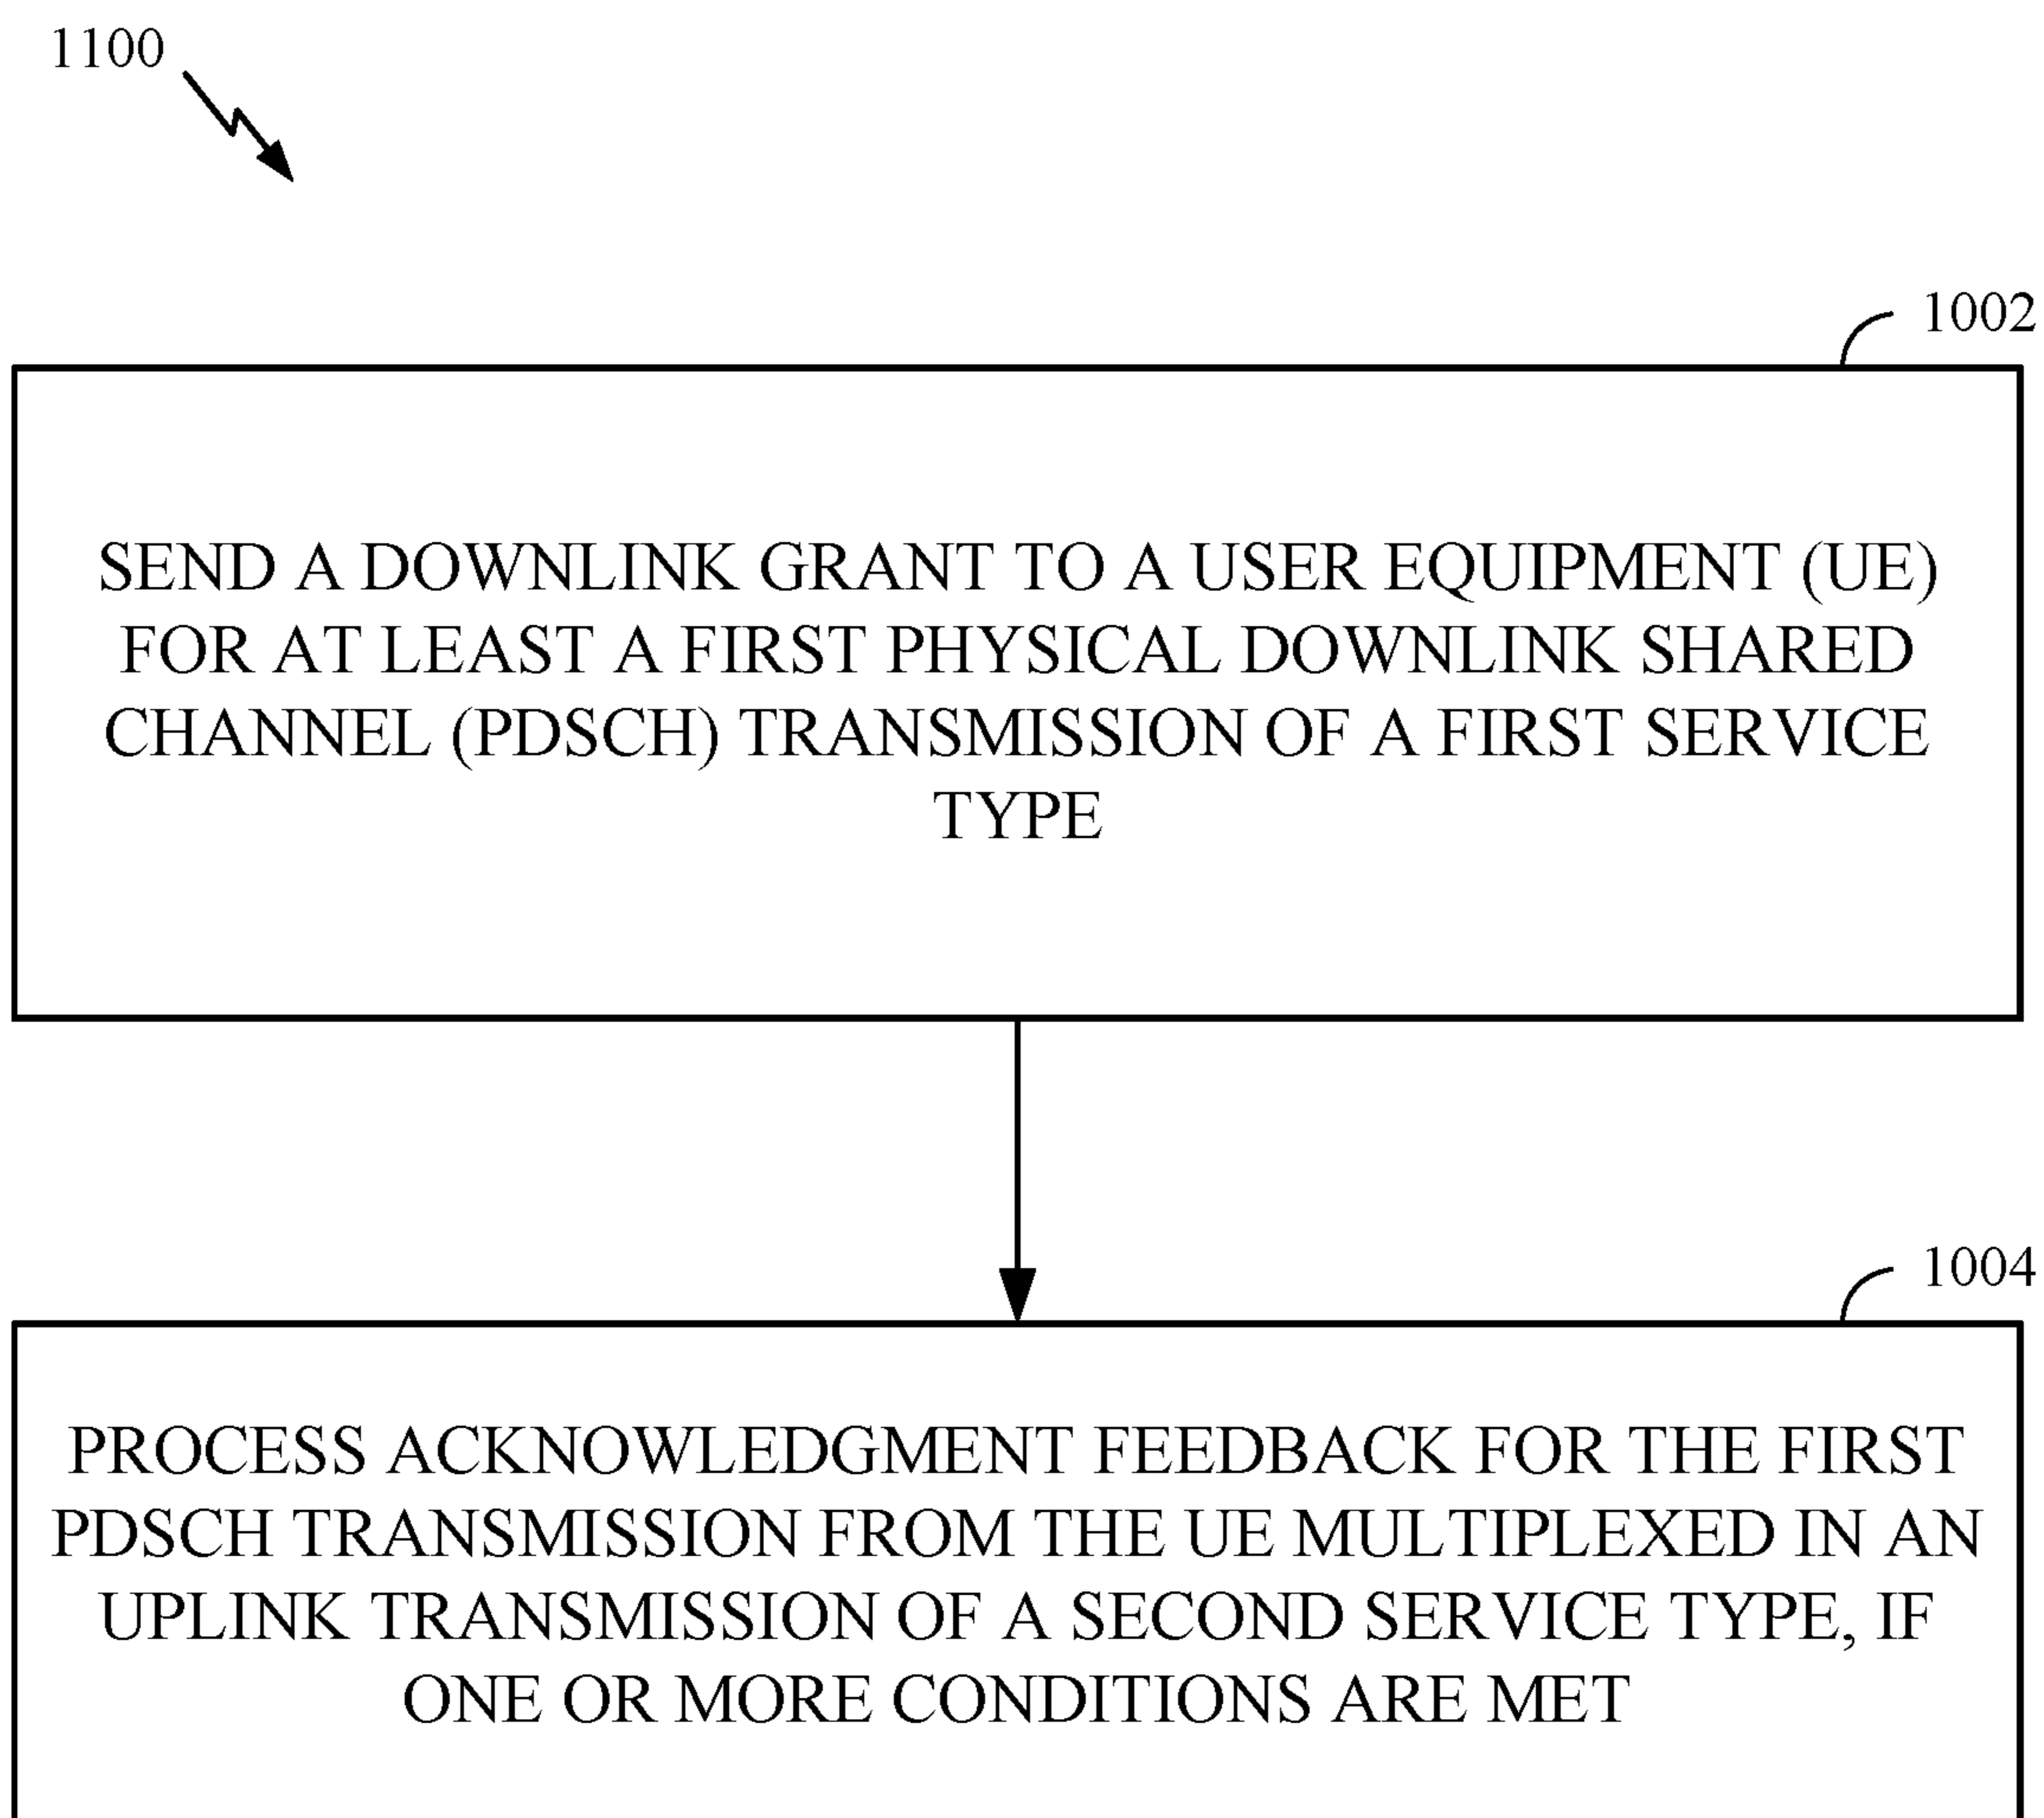 1100
1002
SEND A DOWNLINK GRANT TO A USER EQUIPMENT (UE)
FOR AT LEAST A FIRST PHYSICAL DOWNLINK SHARED
CHANNEL (PDSCH) TRANSMISSION OF A FIRST SERVICE
TYPE
1004
PROCESS ACKNOWLEDGMENT FEEDBACK FOR THE FIRST
PDSCH TRANSMISSION FROM THE UE MULTIPLEXED IN AN
UPLINK TRANSMISSION OF A SECOND SERVICE TYPE, IF
ONE OR MORE CONDITIONS ARE MET